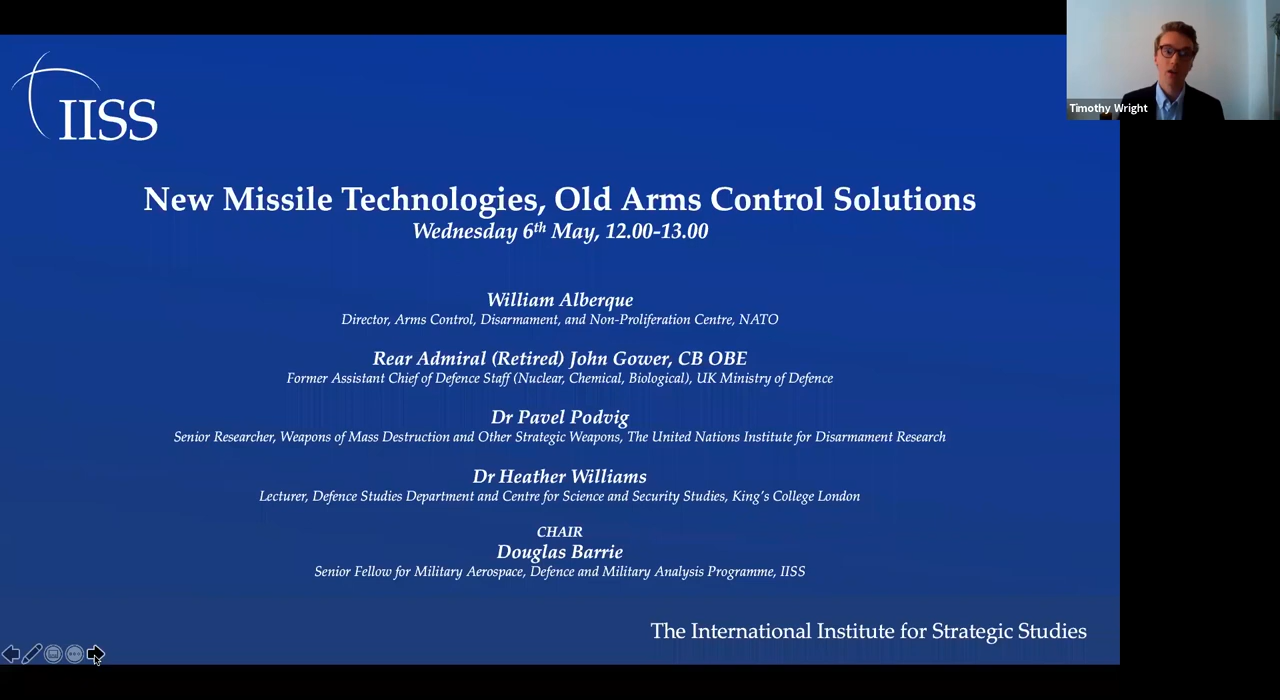 IISS
Timothy Wright
New Missile Technologies, Old Arms Control Solutions
Wednesday 6th May, 12.00-13.00
William Alberque
Director, Arms Control, Disarmament, and Non-Proliferation Centre, NATO
Rear Admiral (Retired) John Gower, CB OBE
Former Assistant Chief of Defence Staff (Nuclear, Chemical, Biological), UK Ministry of Defence
Dr Pavel Podvig
Senior Researcher, Weapons of Mass Destruction and Other Strategic Weapons, The United Nations Institute for Disarmament Research
Dr Heather Williams
Lecturer, Defence Studies Department and Centre for Science and Security Studies, King's College London
CHAIR
Douglas Barrie
Senior Fellow for Military Aerospace, Defence and Military Analysis Programme, IISS
The International Institute for Strategic Studies